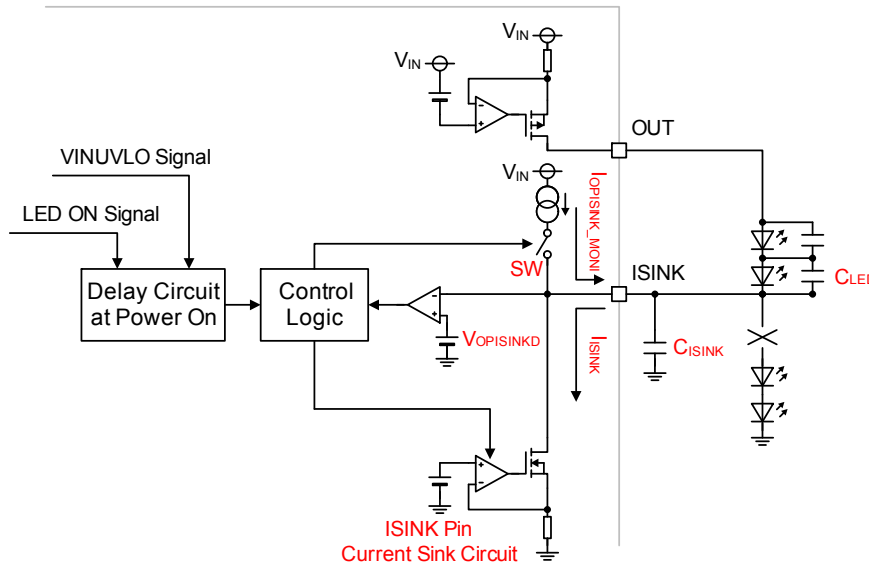 VIN
VIN
OUT
VINUVLO Signal
VIN
IOPISINK_MONI
LED ON Signal
SW
ISINK
CLED
Delay Circuit
at Power On
Control
Logic
VOPISINKD
IISINK
CISINK
+
-
+
-
+
-
ISINK Pin
Current Sink Circuit